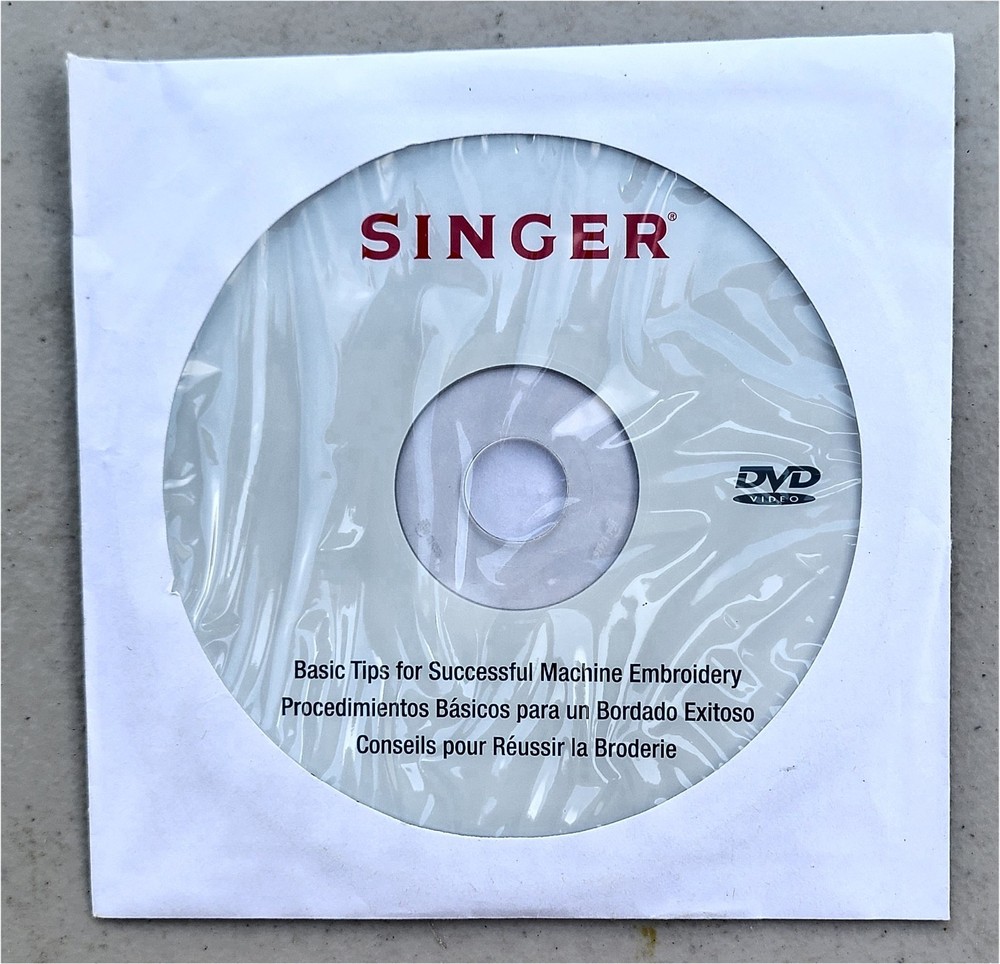 SINGER®
DVD
VIDEO
Basic Tips for Successful Machine Embroidery
Procedimientos Básicos para un Bordado Exitoso
Conseils pour Réussir la Broderie